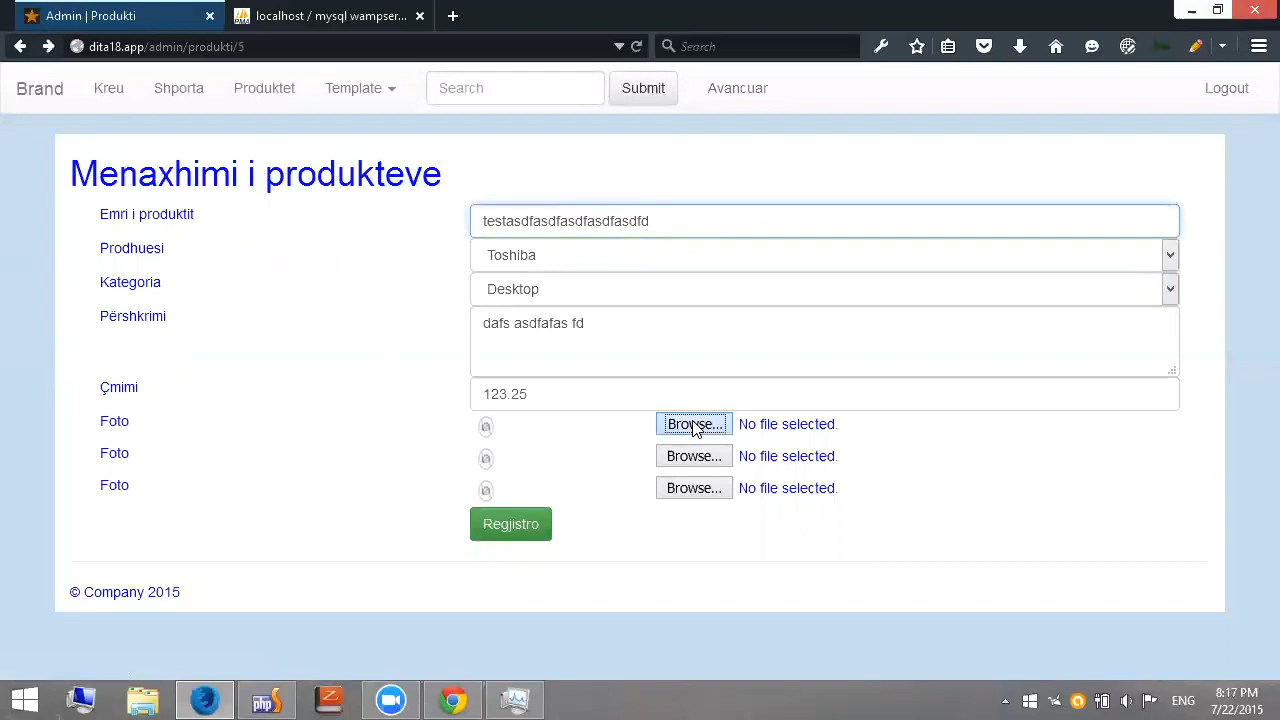 Admin | Produkti
localhost / mysql wampser...
dita18.app/admin/produkti/5
Search
Brand
Kreu
Shporta
Produktet
Template
Search
Submit
Avancuar
Logout
Menaxhimi i produkteve
Emri i produktit
testasdfasdfasdfasdfasdfd
Prodhuesi
Toshiba
Kategoria
Desktop
Përshkrimi
dafs asdfafas fd
Çmimi
123.25
Foto
Browse... No file selected.
Foto
Browse... No file selected.
Foto
Browse... No file selected.
Regjistro
© Company 2015
php
ENG
8:17 PM
7/22/2015